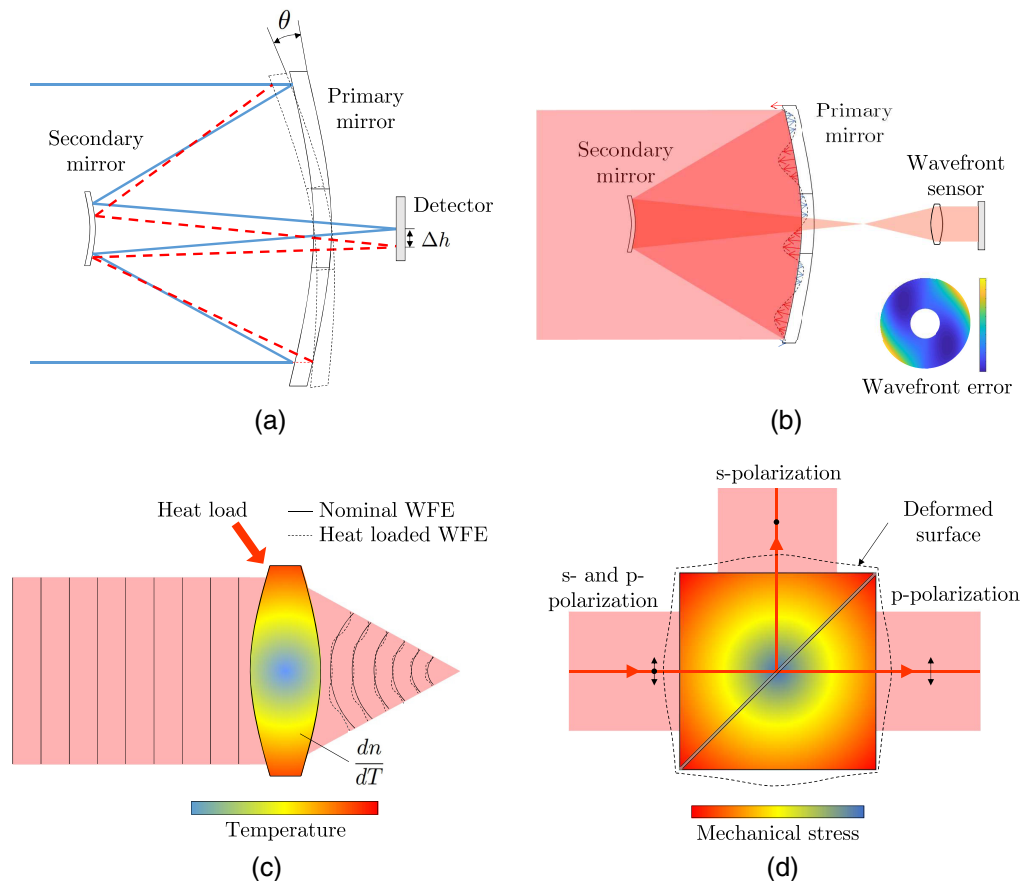 θ
Primary
mirror
Secondary
mirror
Detector
Δh
(a)
Primary
mirror
Secondary
mirror
Wavefront
sensor
Wavefront error
(b)
Heat load
Nominal WFE
Heat loaded WFE
dn
dT
Temperature
(c)
s-polarization
Deformed
surface
s- and p-
polarization
p-polarization
Mechanical stress
(d)